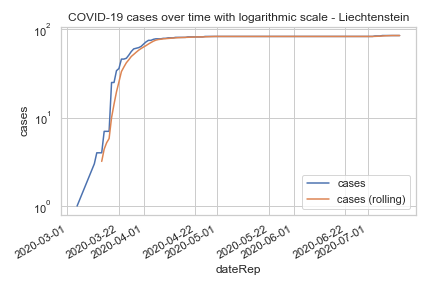 COVID-19 cases over time with logarithmic scale - Liechtenstein
cases
10²
10¹
10⁰
2020-03-01
2020-03-22
2020-04-01
2020-04-22
2020-05-01
2020-05-22
2020-06-01
2020-06-22
2020-07-01
dateRep
cases
cases (rolling)